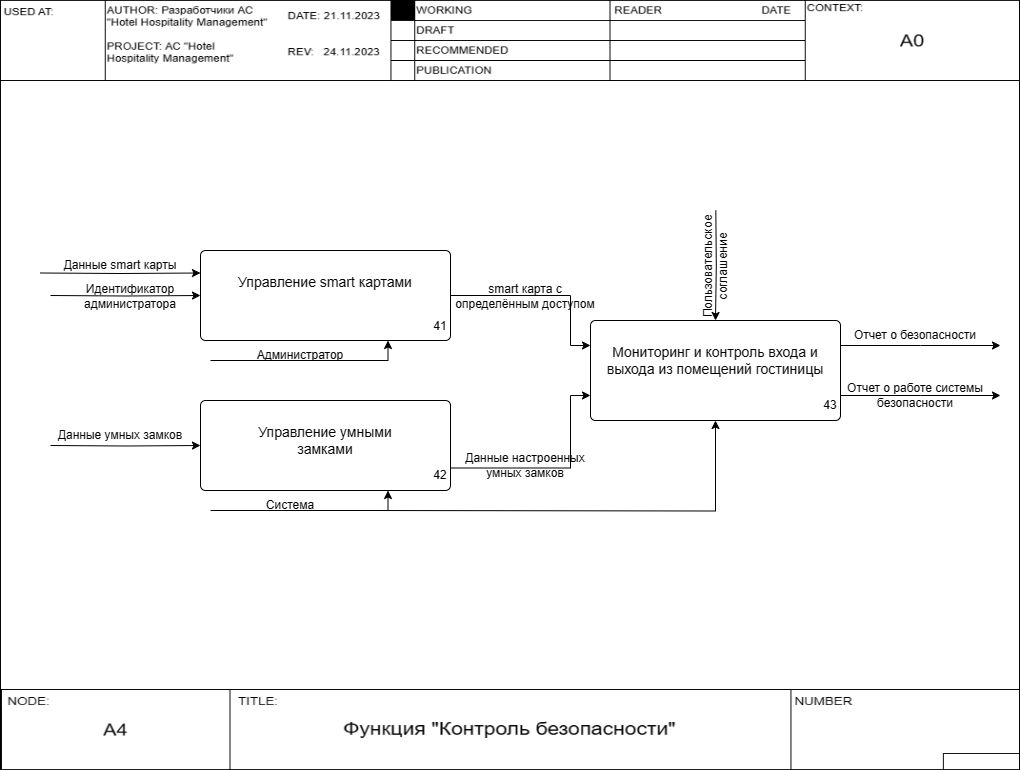 USED AT:
AUTHOR: Разработчики АС
"Hotel Hospitality Management"
DATE: 21.11.2023
PROJECT: АС "Hotel
Hospitality Management"
REV: 24.11.2023
WORKING
DRAFT
RECOMMENDED
PUBLICATION
READER DATE
CONTEXT:
A0
Данные smart карты
Идентификатор
администратора
Управление smart картами
41
Администратор
smart карта с
определённым доступом
Пользовательское
соглашение
Мониторинг и контроль входа и
выхода из помещений гостиницы
43
Отчет о безопасности
Отчет о работе системы
безопасности
Данные умных замков
Управление умными
замками
42
Данные настроенных
умных замков
Система
NODE:
A4
TITLE:
Функция "Контроль безопасности"
NUMBER